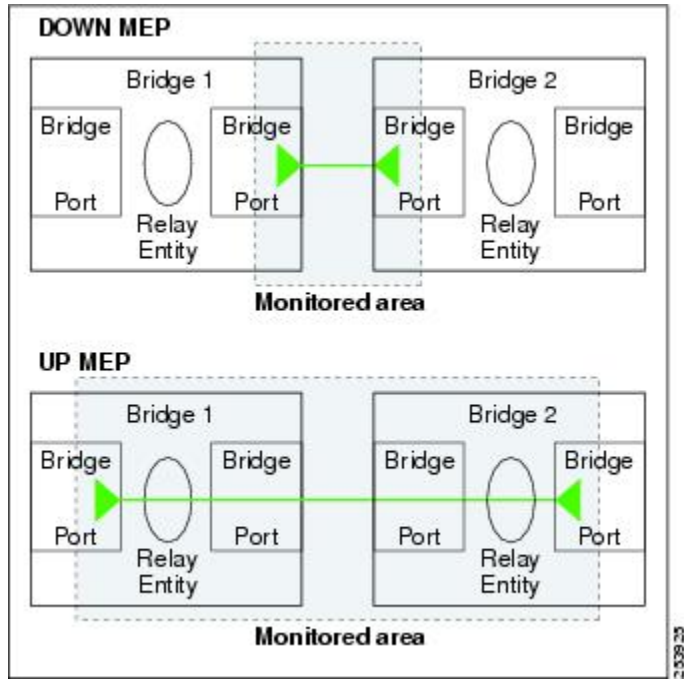 DOWN MEP
Bridge 1
Bridge 2
Bridge
Port
Relay
Entity
Bridge
Port
Bridge
Port
Relay
Entity
Bridge
Port
Monitored area
UP MEP
Bridge 1
Bridge 2
Bridge
Port
Relay
Entity
Bridge
Port
Bridge
Port
Relay
Entity
Bridge
Port
Monitored area
253925